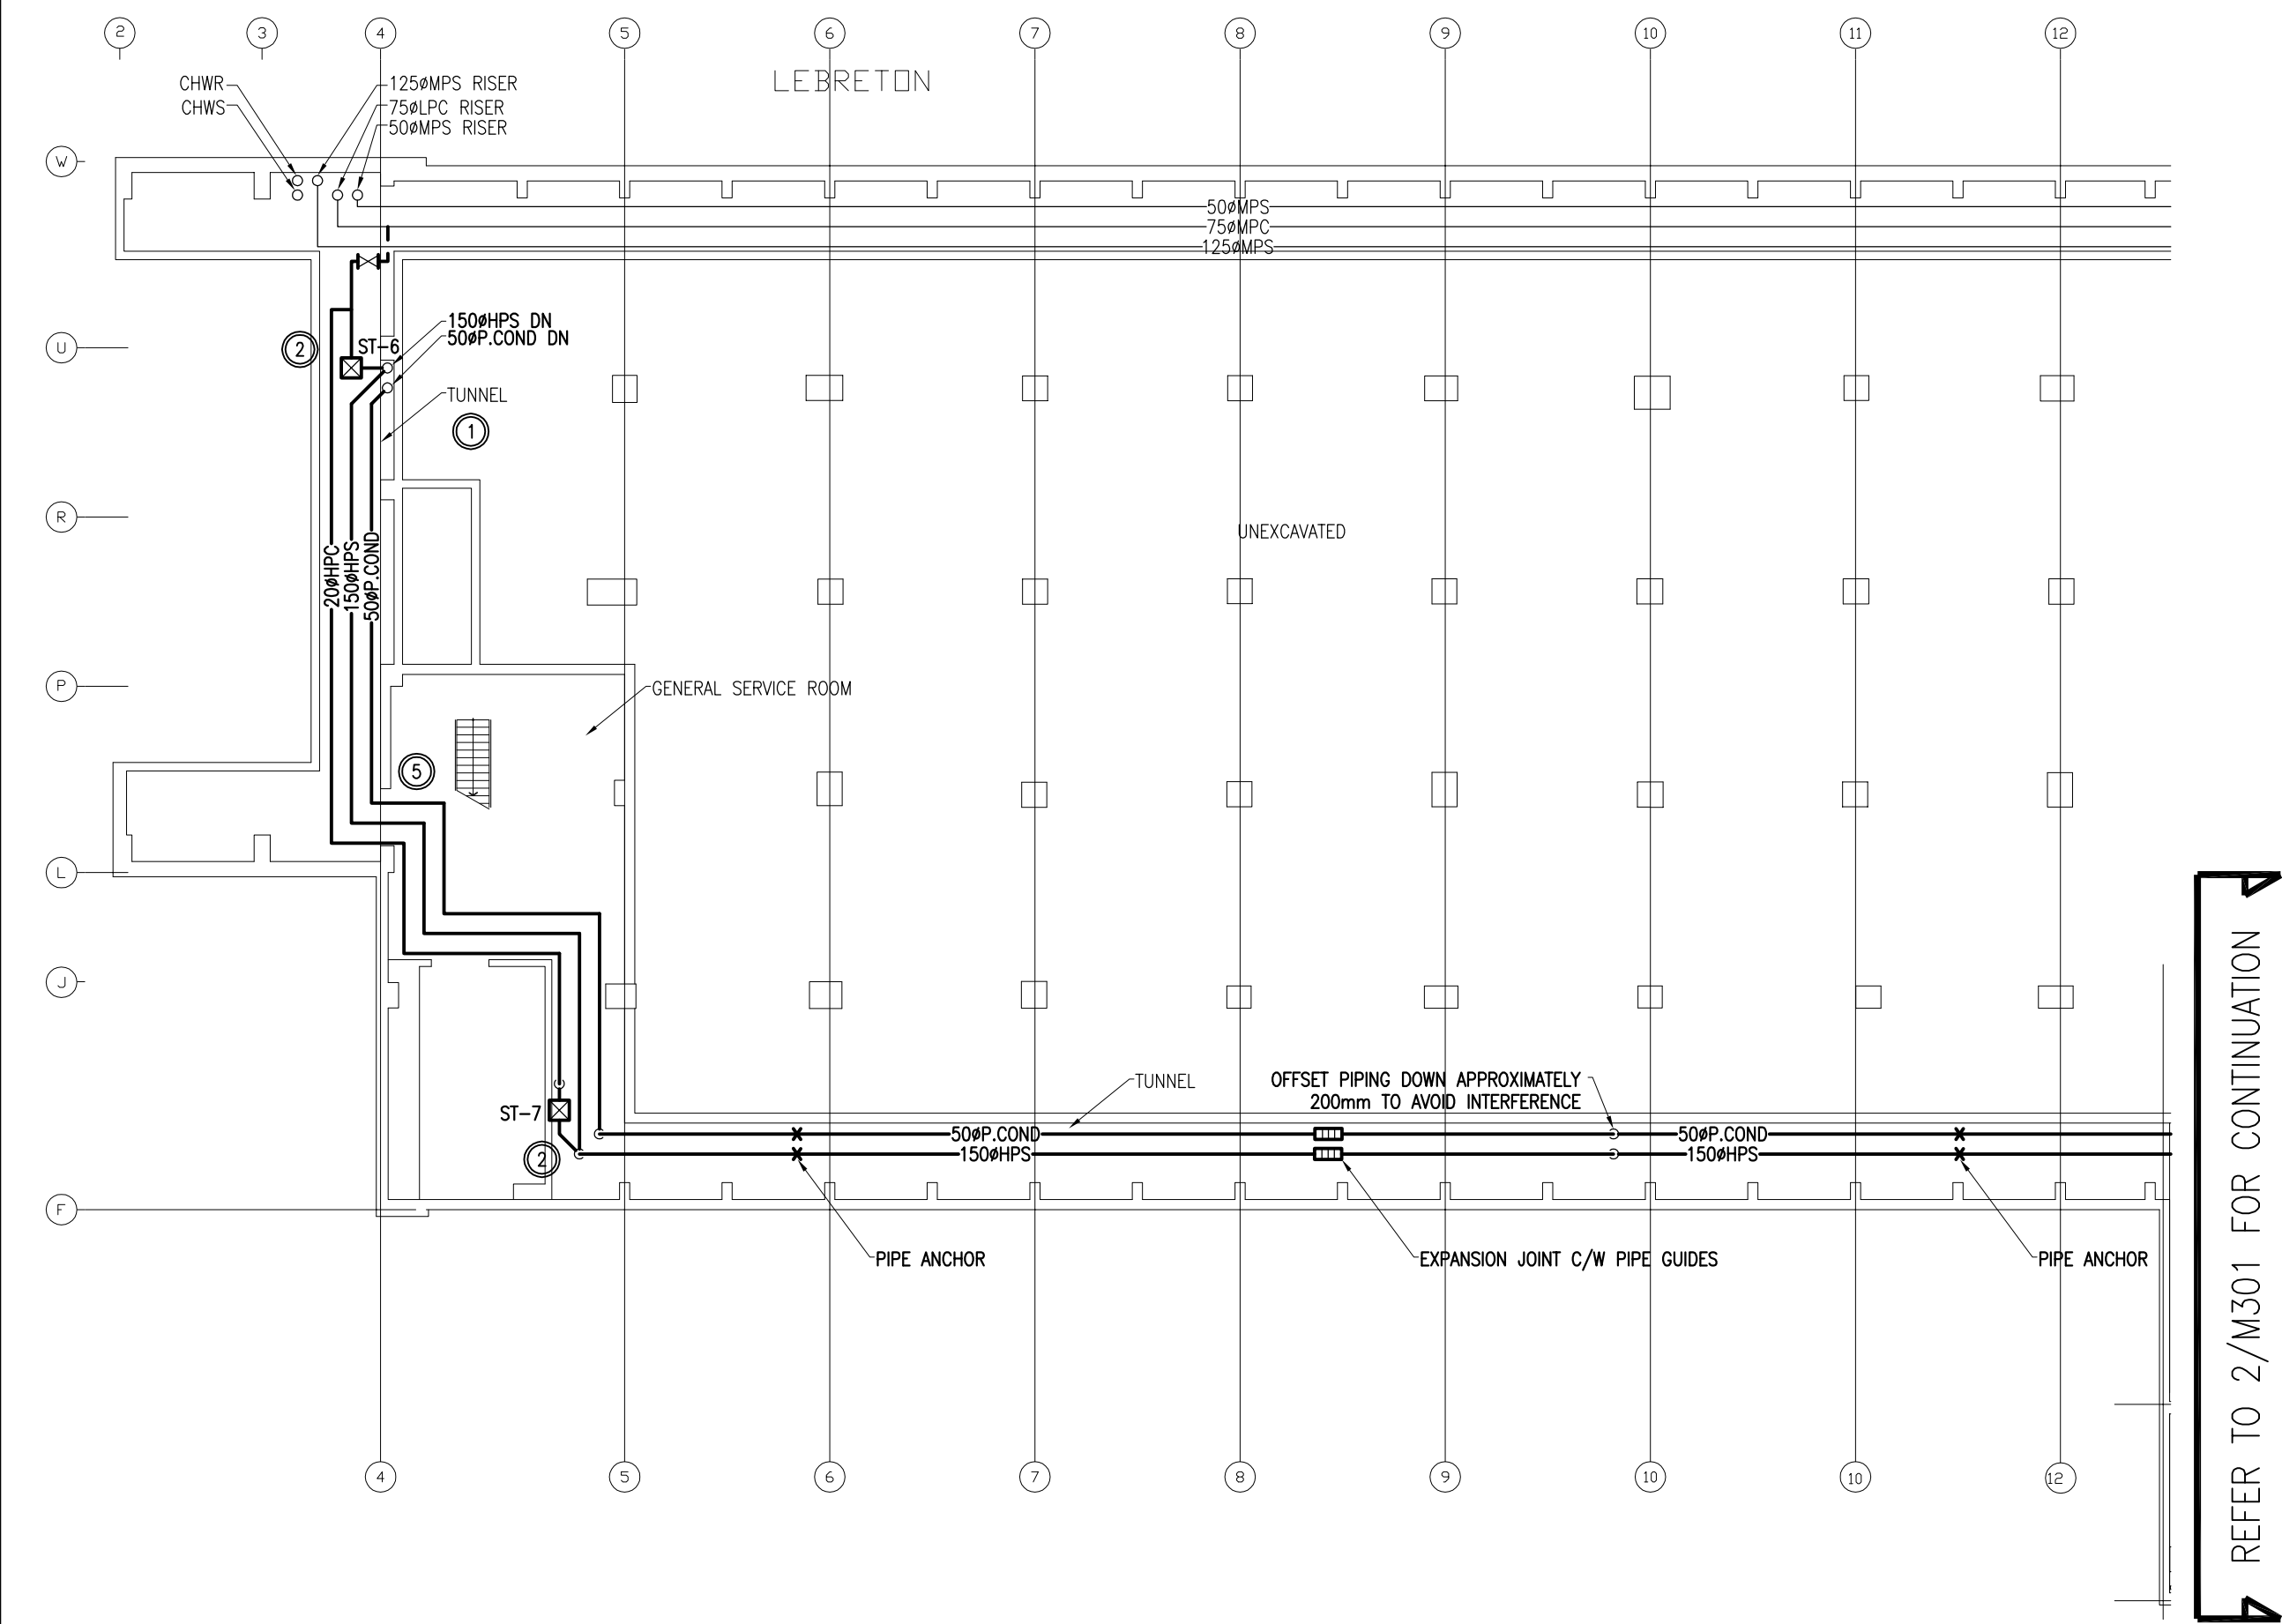 2 3 4 5 6 7 8 9 10 11 12
LEBRETON
CHWR
CHWS
125øMPS RISER
75øLPC RISER
50øMPS RISER
W
50øMPS
75øMPC
125øMPS
150øHPS DN
50øP.COND DN
U
2
ST-6
TUNNEL
1
R
UNEXCAVATED
20øHPC
150øHPS
50øP.COND
P
GENERAL SERVICE ROOM
5
L
J
TUNNEL
OFFSET PIPING DOWN APPROXIMATELY
200mm TO AVOID INTERFERENCE
ST-7
2
50øP.COND
150øHPS
50øP.COND
150øHPS
F
PIPE ANCHOR
EXPANSION JOINT C/W PIPE GUIDES
PIPE ANCHOR
4 5 6 7 8 9 10 10 12
REFER TO 2/M301 FOR CONTINUATION